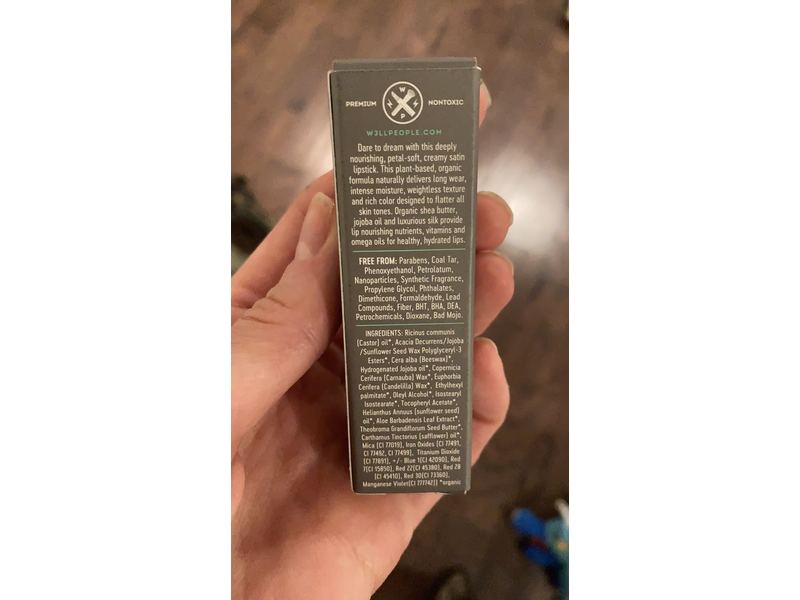 W
N P
P
PREMIUM NONTOXIC
W3LLPEOPLE.COM
Dare to dream with this deeply
nourishing, petal-soft, creamy satin
lipstick. This plant-based, organic
formula naturally delivers long wear,
intense moisture, weightless texture
and rich color designed to flatter all
skin tones. Organic shea butter,
jojoba oil and luxurious silk provide
lip nourishing nutrients, vitamins and
omega oils for healthy, hydrated lips.
FREE FROM: Parabens, Coal Tar,
Phenoxyethanol, Petrolatum,
Nanoparticles, Synthetic Fragrance,
Propylene Glycol, Phthalates,
Dimethicone, Formaldehyde, Lead
Compounds, Fiber, BHT, BHA, DEA,
Petrochemicals, Dioxane, Bad Mojo.
INGREDIENTS: Ricinus communis
(Castor) oil*, Acacia Decurrens/Jojoba
/Sunflower Seed Wax Polyglyceryl-3
Esters*, Cera alba (Beeswax)*,
Hydrogenated Jojoba oil*, Copernicia
Cerifera (Carnauba) Wax*, Euphorbia
Cerifera (Candelilla) Wax*, Ethylhexyl
palmitate*, Oleyl Alcohol*, Isostearyl
Isostearate*, Tocopheryl Acetate*,
Helianthus Annuus (sunflower seed)
oil*, Aloe Barbadensis Leaf Extract*,
Theobroma Grandiflorum Seed Butter*,
Carthamus Tinctorius (safflower) oil*,
Mica (CI 77019), Iron Oxides (CI 77491,
CI 77492, CI 77499), Titanium Dioxide
(CI 77891), +/- Blue 1(CI 42090), Red
7(CI 15850), Red 22(CI 45380), Red 28
(CI 45410), Red 30(CI 73360),
Manganese Violet(CI 777742)) *organic